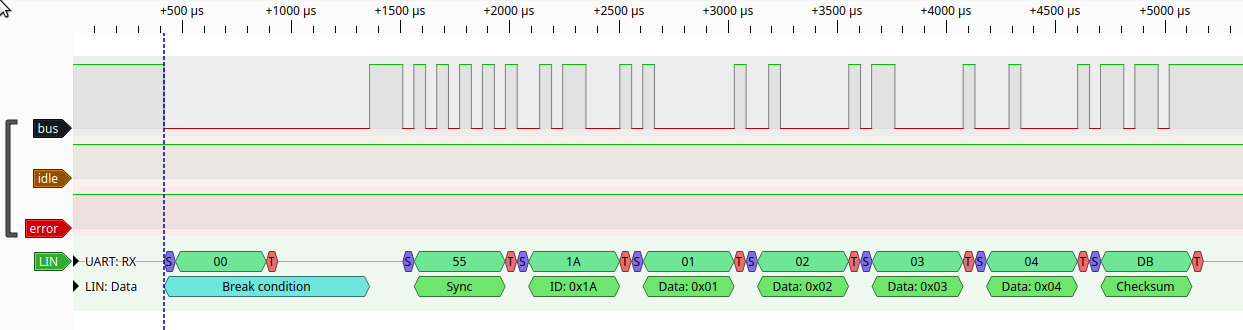 +500 µs +1000 µs +1500 µs +2000 µs +2500 µs +3000 µs +3500 µs +4000 µs +4500 µs +5000 µs
bus
idle
error
LIN UART: RX S 00 T S 55 T S 1A T S 01 T S 02 T S 03 T S 04 T S DB T
LIN: Data Break condition Sync ID: 0x1A Data: 0x01 Data: 0x02 Data: 0x03 Data: 0x04 Checksum